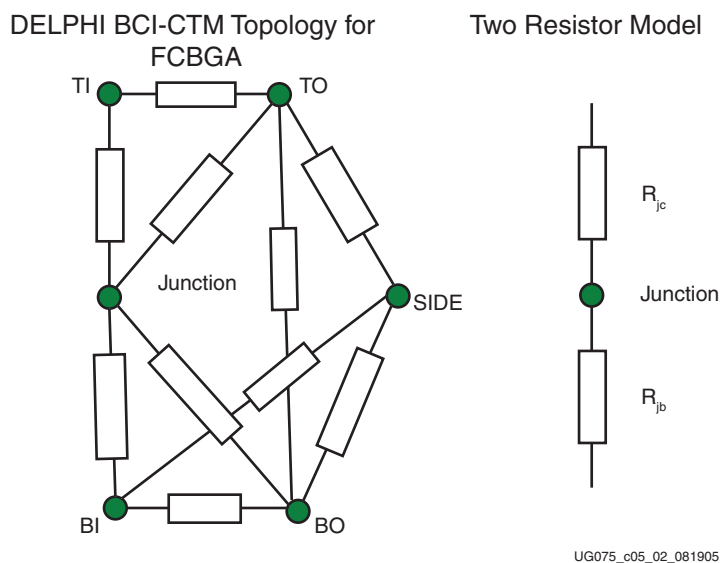 DELPHI BCI-CTM Topology for
FCBGA
Two Resistor Model
TI
TO
Junction
SIDE
BI
BO
R_jc
Junction
R_jb
UG075_c05_02_081905